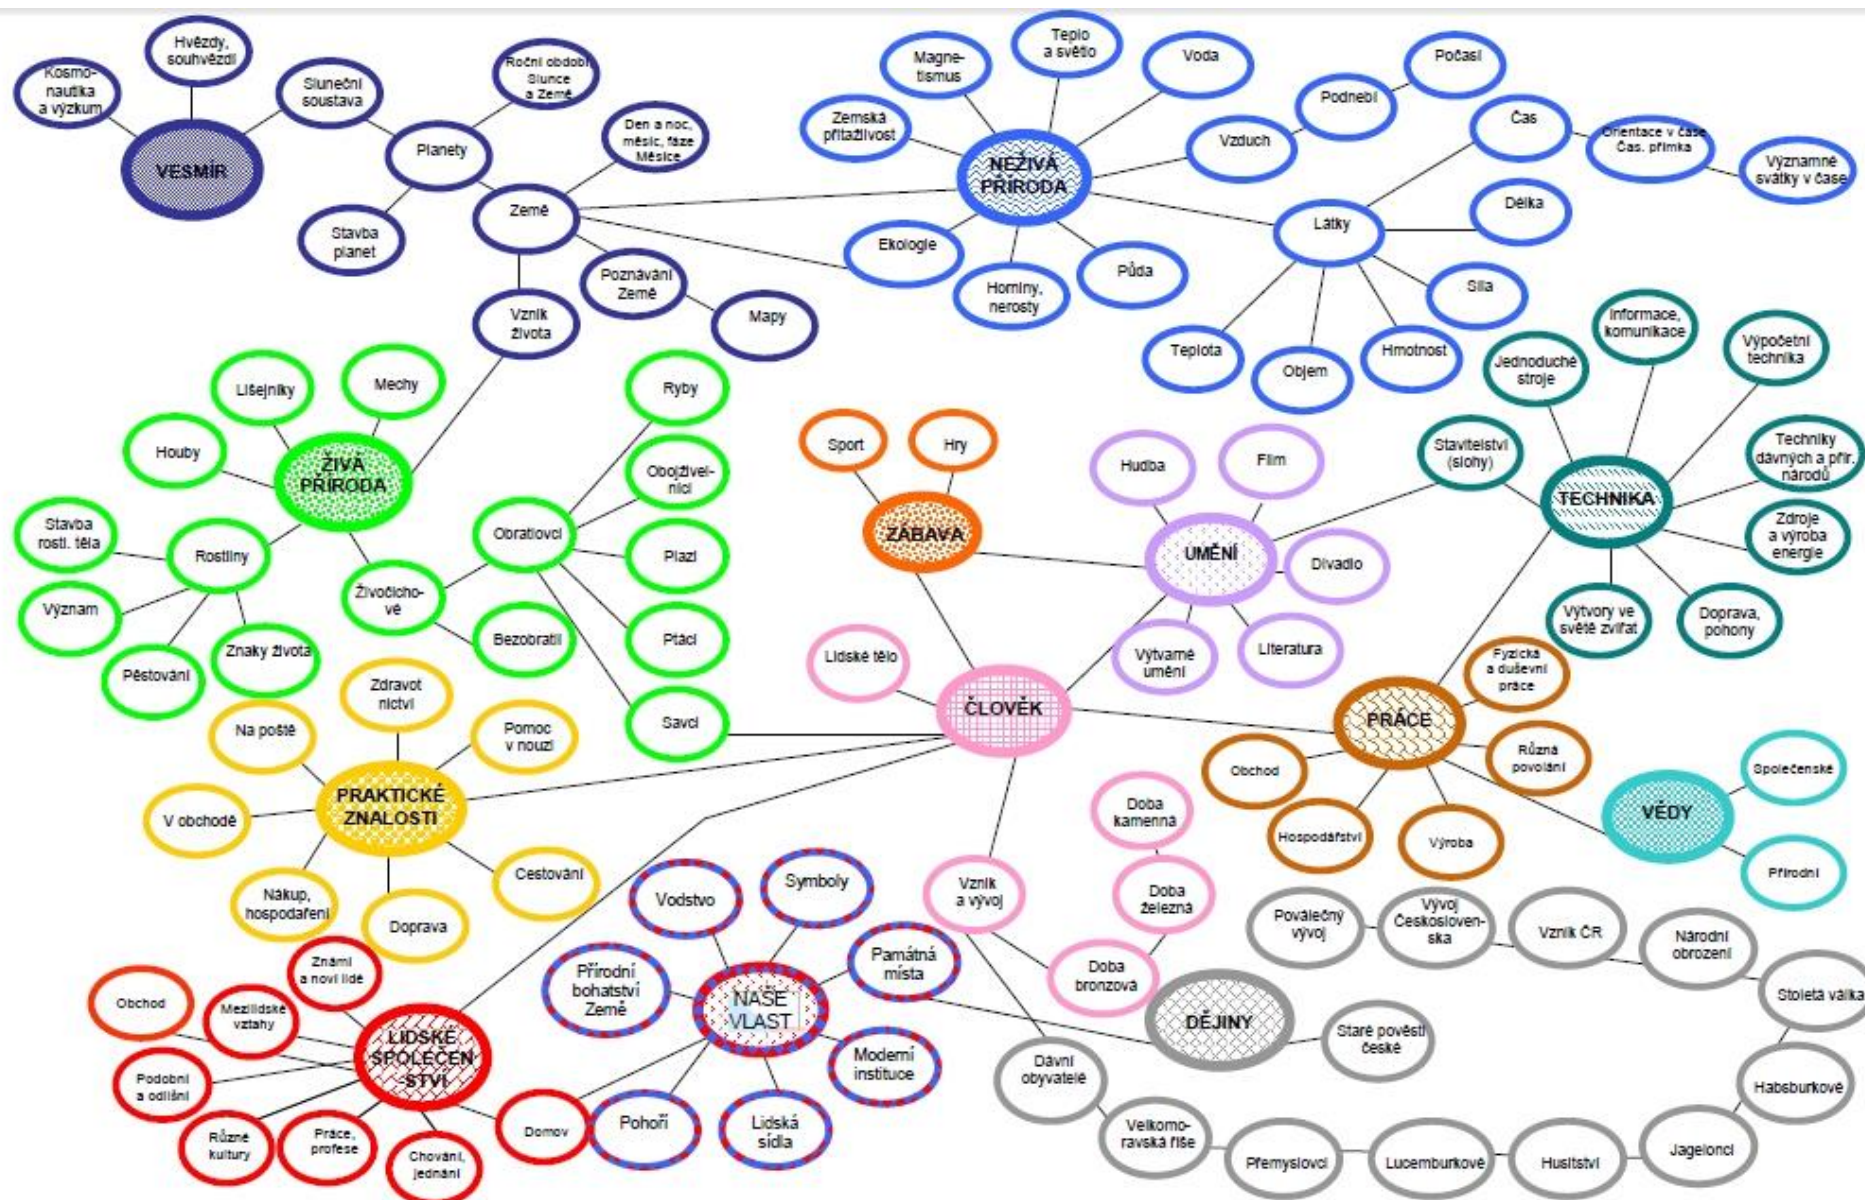 Kosmo-
nautika
a výzkum
Hvězdy,
souhvězdí
Sluneční
soustava
VESMÍR
Planety
Roční období
Slunce
a Země
Den a noc,
měsíc, fáze
Měsíce
Stavba
planet
Země
Poznávání
Země
Mapy
Vznik
života
Magne-
tismus
Teplo
a světlo
Voda
Zemská
přitažlivost
NEŽIVÁ
PŘÍRODA
Vzduch
Podnebí
Počasí
Ekologie
Horniny,
nerosty
Půda
Látky
Čas
Orientace v čase
Čas. přímka
Významné
svátky v čase
Délka
Síla
Hmotnost
Objem
Teplota
Lišejníky
Mechy
Houby
ŽIVÁ
PŘÍRODA
Stavba
rostl. těla
Rostliny
Význam
Pěstování
Znaky života
Živočicho-
vé
Obratlovci
Bezobratlí
Ryby
Obojživel-
níci
Plazi
Ptáci
Savci
Sport
Hry
ZÁBAVA
Hudba
Film
UMĚNÍ
Divadlo
Výtvarné
umění
Literatura
Stavitelství
(slohy)
Jednoduché
stroje
Informace,
komunikace
Výpočetní
technika
TECHNIKA
Techniky
dávných a přír.
národů
Zdroje
a výroba
energie
Výtvory ve
světě zvířat
Doprava,
pohony
Lidské tělo
ČLOVĚK
PRÁCE
Fyzická
a duševní
práce
Různá
povolání
Obchod
Hospodářství
Výroba
VĚDY
Společenské
Přírodní
Na poště
Zdravot
nictví
Pomoc
v nouzi
PRAKTICKÉ
ZNALOSTI
V obchodě
Nákup,
hospodaření
Doprava
Cestování
Vznik
a vývoj
Doba
kamenná
Doba
železná
Doba
bronzová
Obchod
Známí
a noví lidé
Mezilidské
vztahy
LIDSKÉ
SPOLEČEN
-STVÍ
Podobní
a odlišní
Různé
kultury
Práce,
profese
Chování,
jednání
Domov
Vodstvo
Symboly
Památná
místa
Přírodní
bohatství
Země
NAŠE
VLAST
Moderní
instituce
Pohoří
Lidská
sídla
DĚJINY
Staré pověsti
české
Dávní
obyvatelé
Velkomo-
ravská říše
Přemyslovci
Lucemburkové
Husitství
Jagelonci
Habsburkové
Stoletá válka
Národní
obrození
Vznik ČR
Vývoj
Českosloven-
ska
Poválečný
vývoj